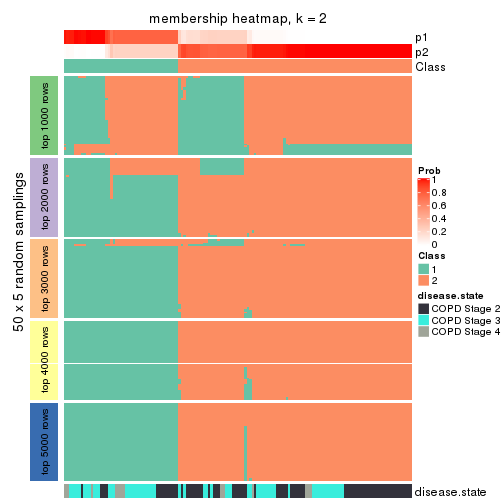 membership heatmap, k = 2
p1
p2
Class
50 x 5 random samplings
top 1000 rows
top 2000 rows
top 3000 rows
top 4000 rows
top 5000 rows
Prob
1
0.8
0.6
0.4
0.2
0
Class
1
2
disease.state
COPD Stage 2
COPD Stage 3
COPD Stage 4
disease.state